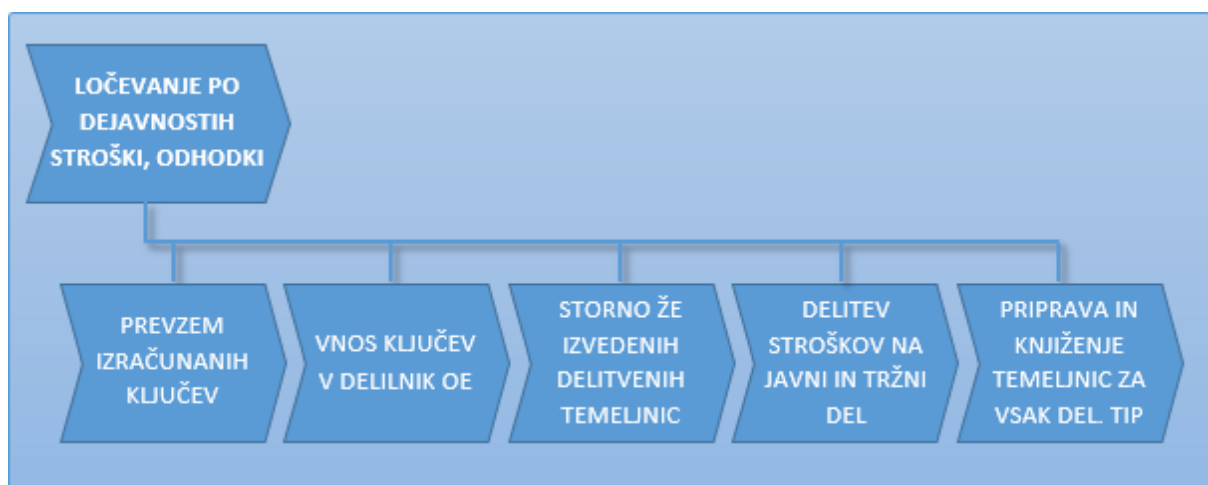 LOČEVANJE PO
DEJAVNOSTIH
STROŠKI, ODHODKI
PREVZEM
IZRAČUNANIH
KLJUČEV
VNOS KLJUČEV
V DELILNIK OE
STORNO ŽE
IZVEDENIH
DELITVENIH
TEMELJNIC
DELITEV
STROŠKOV NA
JAVNI IN TRŽNI
DEL
PRIPRAVA IN
KNJIŽENJE
TEMELJNIC ZA
VSAK DEL. TIP